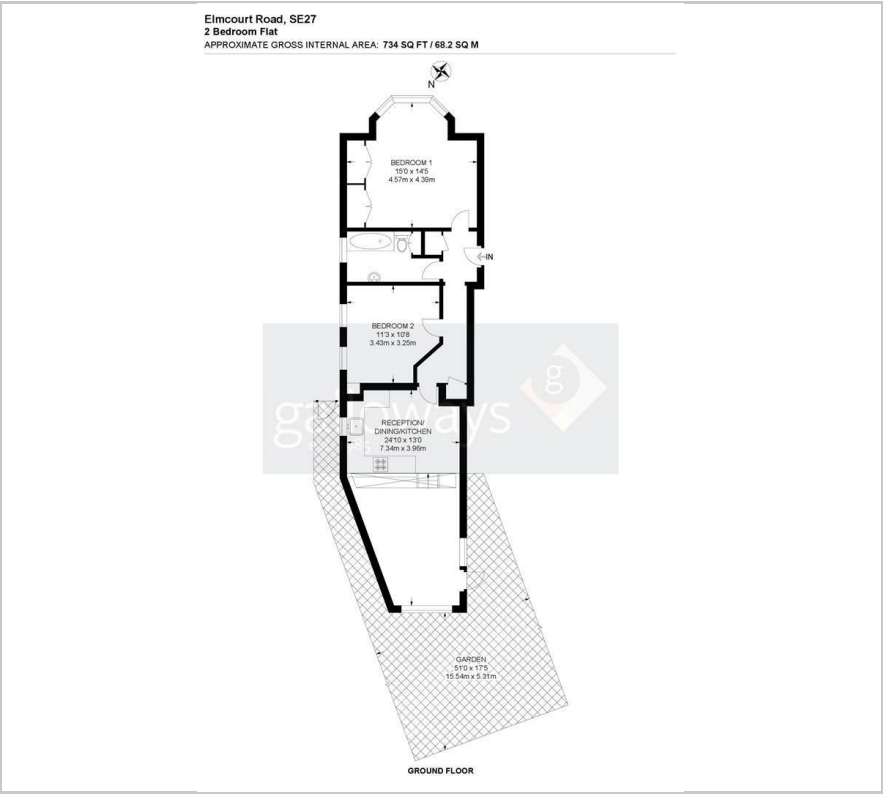 Elmcourt Road, SE27
2 Bedroom Flat
APPROXIMATE GROSS INTERNAL AREA: 734 SQ FT / 68.2 SQ M
N
BEDROOM 1
15'0 x 14'5
4.57m x 4.39m
IN
BEDROOM 2
11'3 x 10'8
3.43m x 3.25m
g
galloways
RECEPTION/
DINING/KITCHEN
24'10 x 13'0
7.34m x 3.96m
GARDEN
51'0 x 17'5
15.54m x 5.31m
GROUND FLOOR